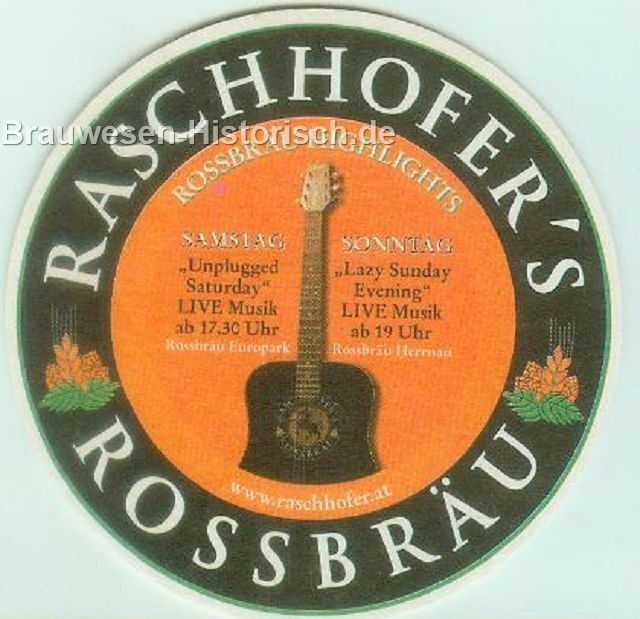 RASCHHOFER'S
Brauwesen-Historisch.de
ROSSBRÄU HIGHLIGHTS
SAMSTAG
„Unplugged
Saturday“
LIVE Musik
ab 17.30 Uhr
Rossbräu Europark
SONNTAG
„Lazy Sunday
Evening“
LIVE Musik
ab 19 Uhr
Rossbräu Herrnau
www.raschhofer.at
ROSSBRÄU